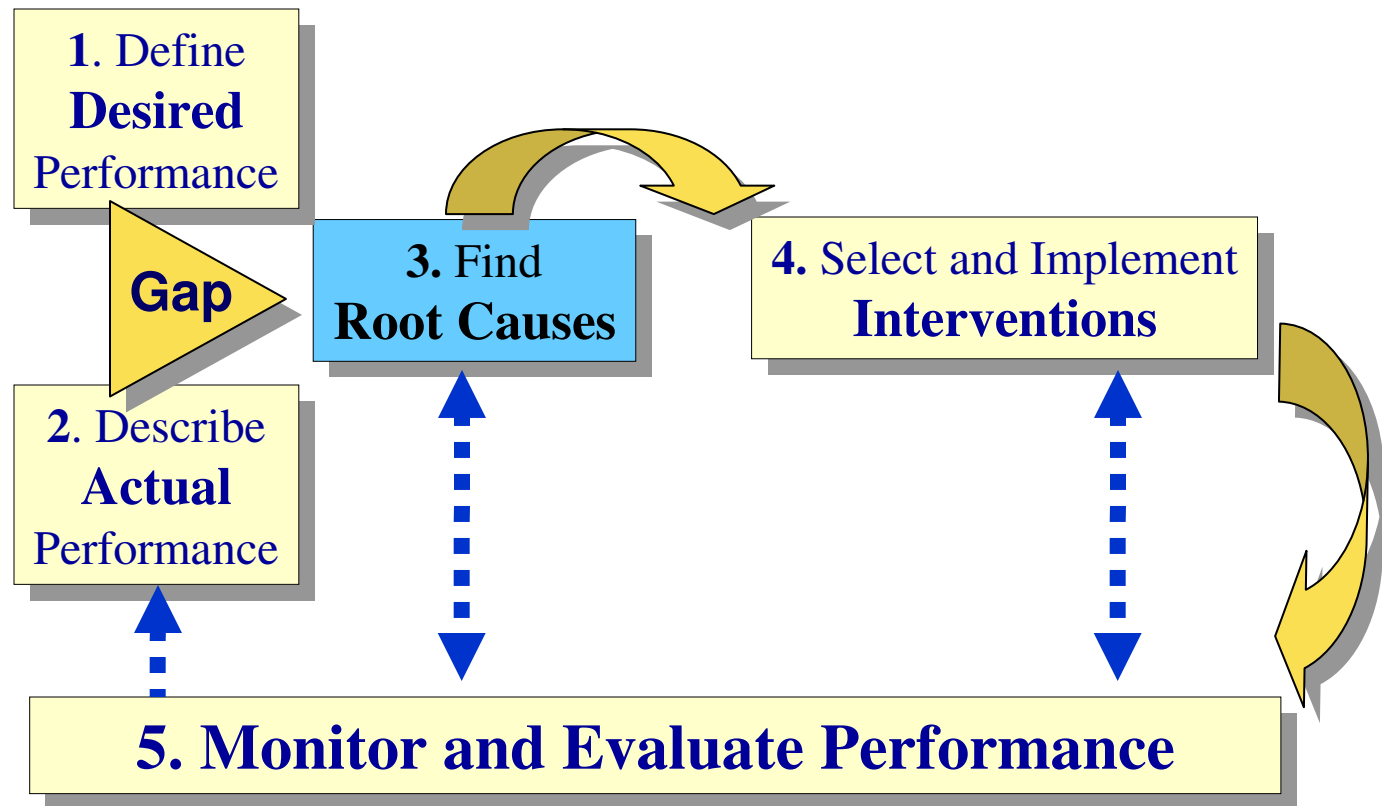 1. Define
Desired
Performance
Gap
2. Describe
Actual
Performance
3. Find
Root Causes
4. Select and Implement
Interventions
5. Monitor and Evaluate Performance